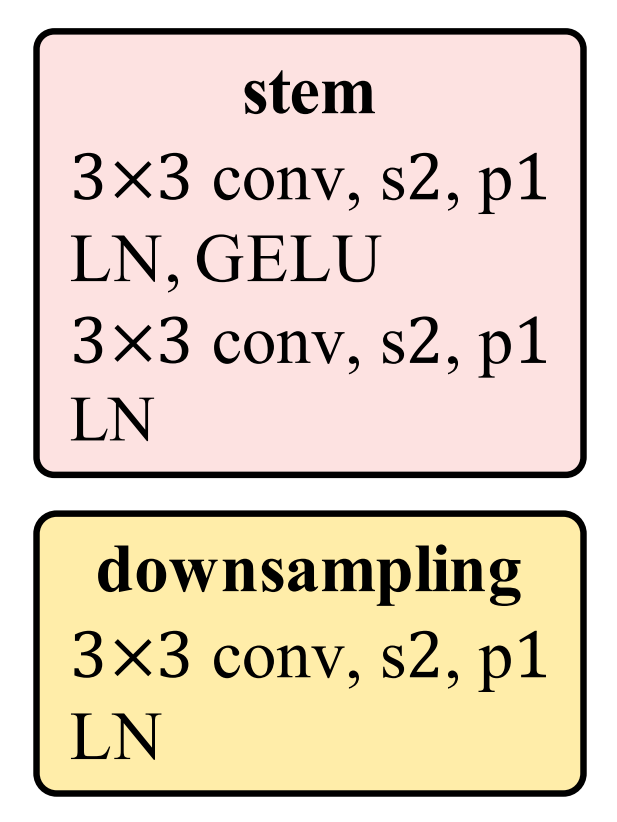 stem
3×3 conv, s2, p1
LN, GELU
3×3 conv, s2, p1
LN
downsampling
3×3 conv, s2, p1
LN